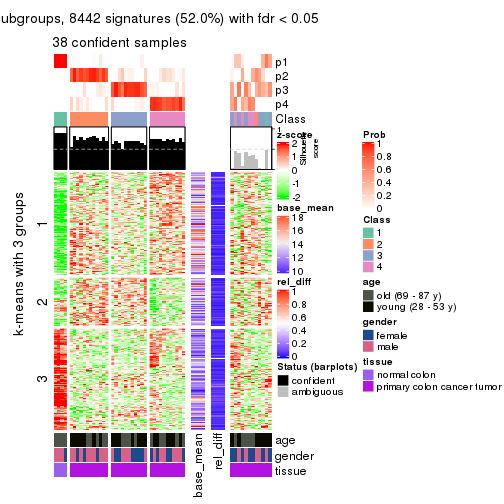 ubgroups, 8442 signatures (52.0%) with fdr < 0.05
38 confident samples
p1
p2
p3
p4
Class
1
Silhouette
score
z-score
2
1
0
-1
-2
base_mean
18
16
14
12
10
rel_diff
1
0.8
0.6
0.4
0.2
0
Status (barplots)
confident
ambiguous
Prob
1
0.8
0.6
0.4
0.2
0
Class
1
2
3
4
age
old (69 - 87 y)
young (28 - 53 y)
gender
female
male
tissue
normal colon
primary colon cancer tumor
k-means with 3 groups
1
2
3
age
gender
tissue
base_mean
rel_diff